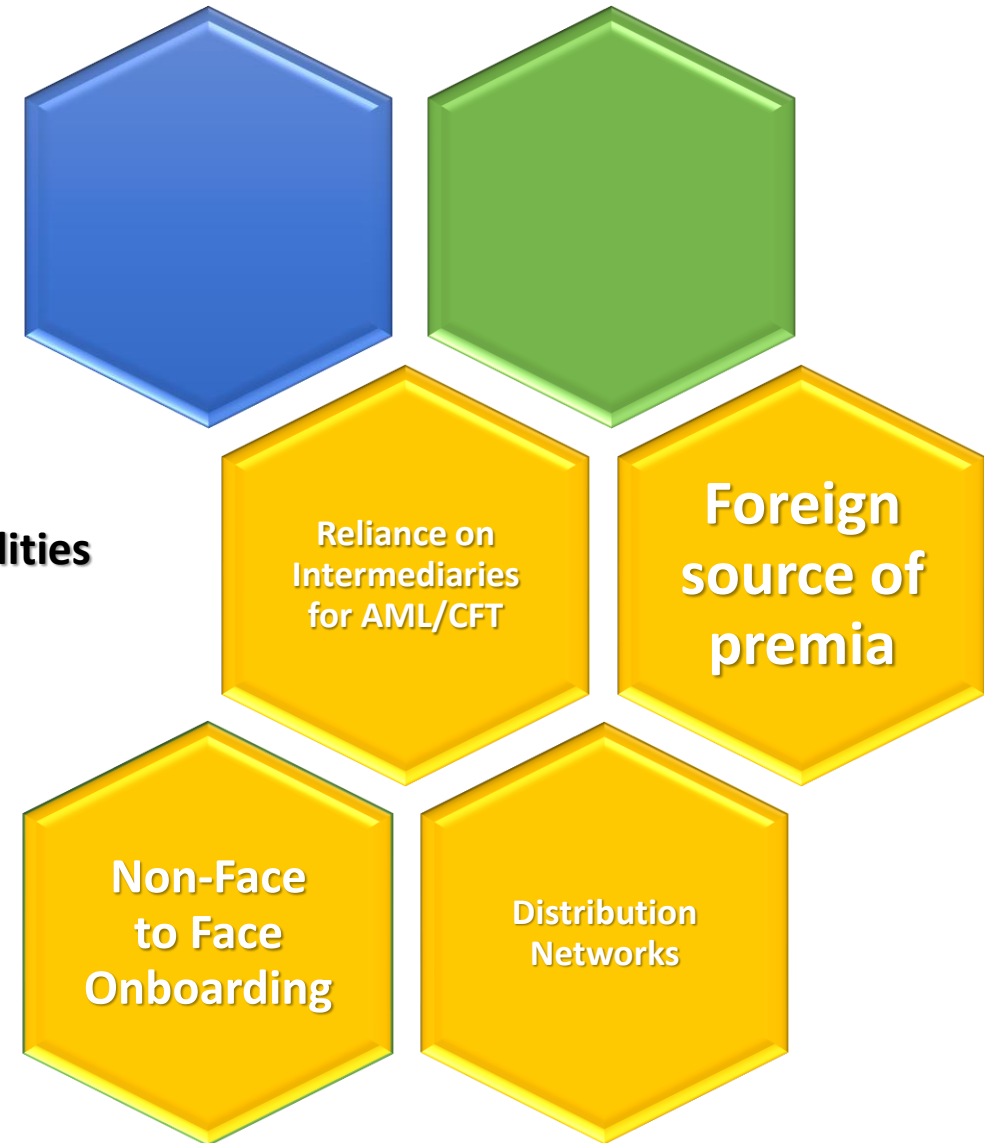 lities
Reliance on
Intermediaries
for AML/CFT
Foreign
source of
premia
Non-Face
to Face
Onboarding
Distribution
Networks